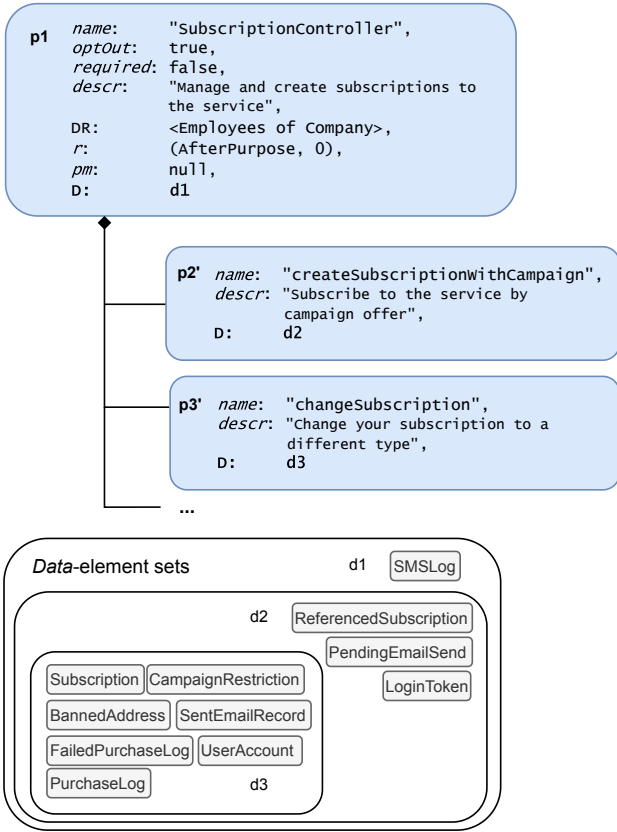 p1 name: "SubscriptionController",
optOut: true,
required: false,
descr: "Manage and create subscriptions to
the service",
DR: <Employees of Company>,
r: (AfterPurpose, 0),
pm: null,
D: d1
p2' name: "createSubscriptionWithCampaign",
descr: "Subscribe to the service by
campaign offer",
D: d2
p3' name: "changeSubscription",
descr: "Change your subscription to a
different type",
D: d3
...
Data-element sets d1 SMSLog
d2 ReferencedSubscription
PendingEmailSend
LoginToken
Subscription CampaignRestriction
BannedAddress SentEmailRecord
FailedPurchaseLog UserAccount
PurchaseLog d3